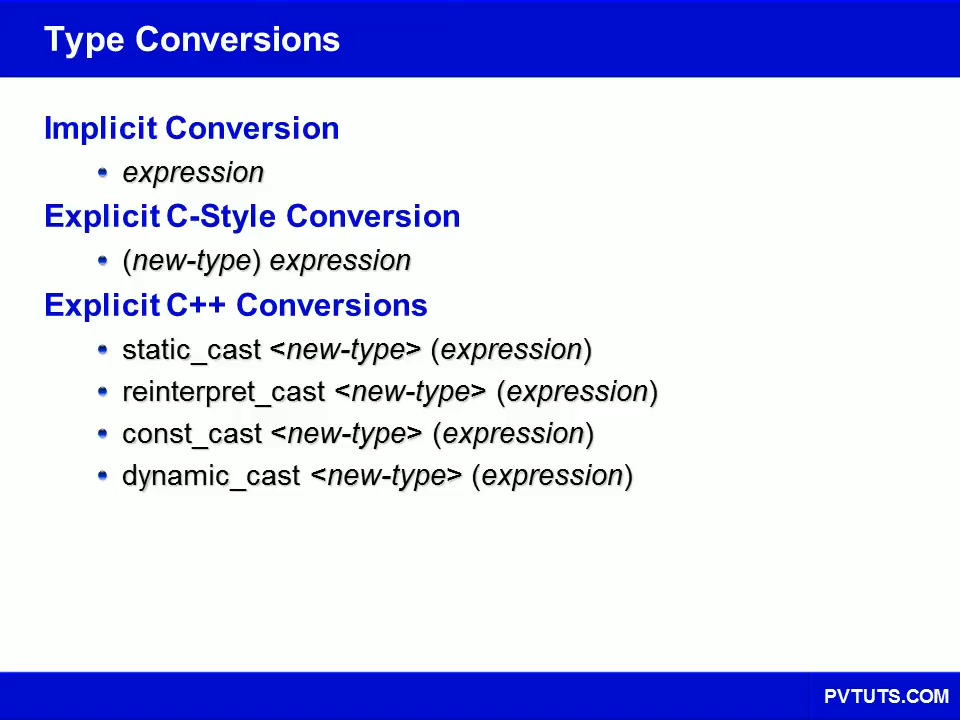 Type Conversions
Implicit Conversion
• expression
Explicit C-Style Conversion
• (new-type) expression
Explicit C++ Conversions
• static_cast <new-type> (expression)
• reinterpret_cast <new-type> (expression)
• const_cast <new-type> (expression)
• dynamic_cast <new-type> (expression)
PVTUTS.COM